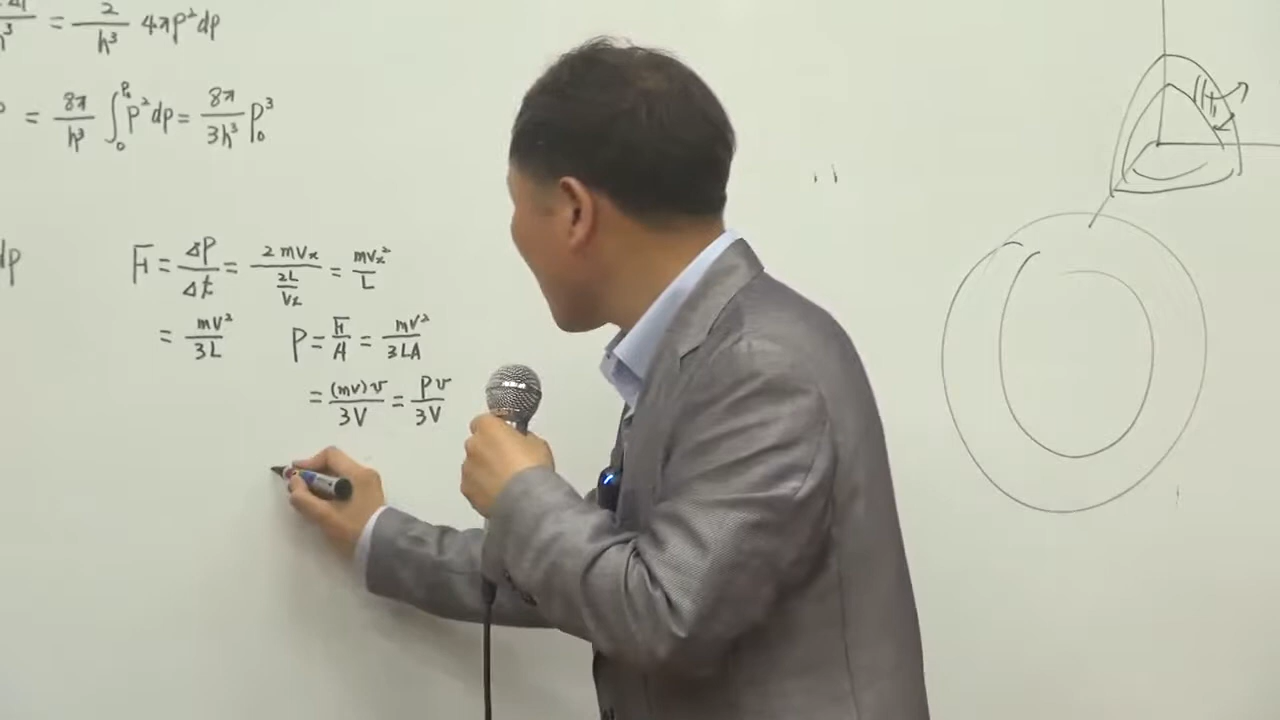 = 2/h³ 4πp²dp
= 8π/h³ ∫₀^P₀ p²dp = 8π/3h³ P₀³
dp
F = ΔP/Δt = 2mvₓ/(2L/vₓ) = mvₓ²/L
= mv²/3L
P = F/A = mv²/3LA
= (mv)v/3V = Pv/3V